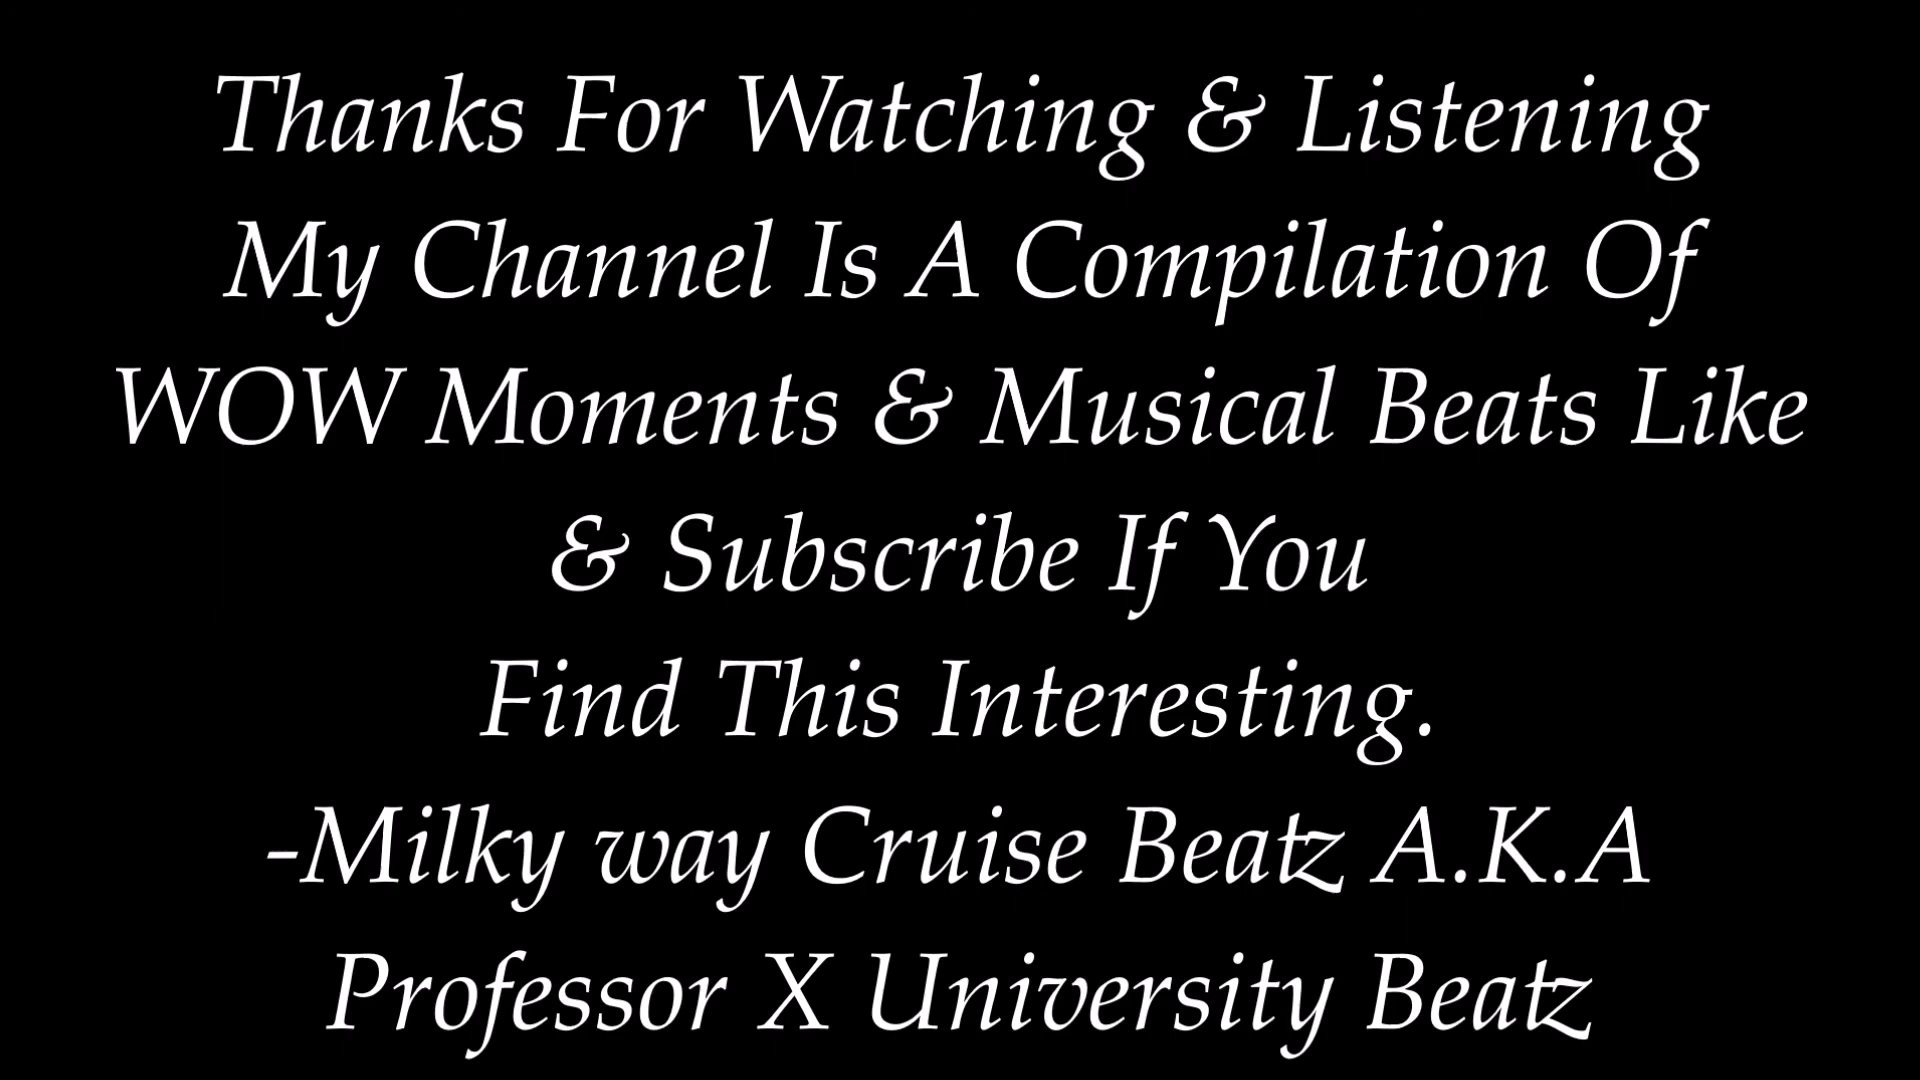 Thanks For Watching & Listening
My Channel Is A Compilation Of
WOW Moments & Musical Beats Like
& Subscribe If You
Find This Interesting.
-Milky way Cruise Beatz A.K.A
Professor X University Beatz